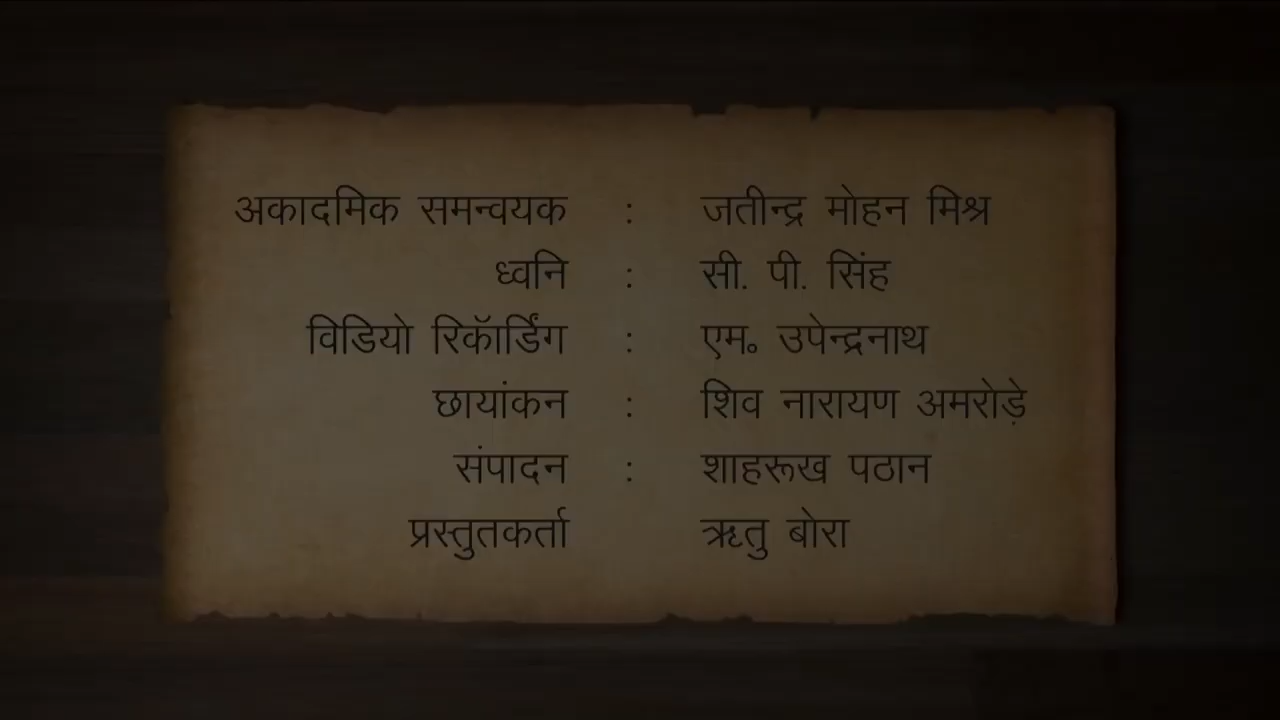 अकादमिक समन्वयक : जतीन्द्र मोहन मिश्र
ध्वनि : सी. पी. सिंह
विडियो रिकॅार्डिंग : एम॰ उपेन्द्रनाथ
छायांकन : शिव नारायण अमरोड़े
संपादन : शाहरूख पठान
प्रस्तुतकर्ता ऋतु बोरा